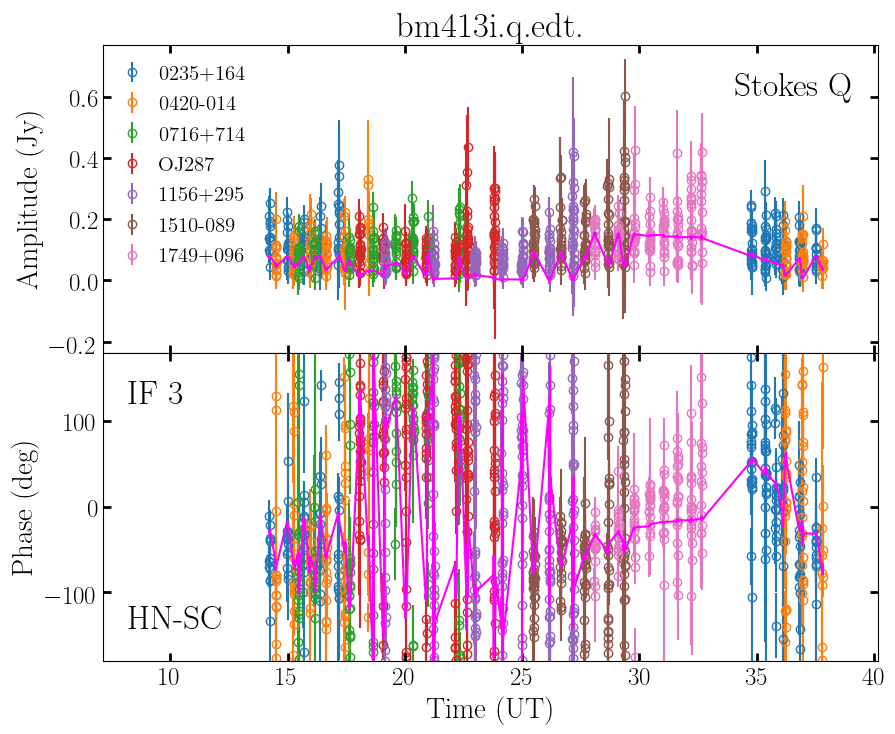 bm413i.q.edt.
Stokes Q
0235+164
0420-014
0716+714
OJ287
1156+295
1510-089
1749+096
Amplitude (Jy)
0.6
0.4
0.2
0.0
−0.2
IF 3
HN-SC
Phase (deg)
100
0
−100
10 15 20 25 30 35 40
Time (UT)